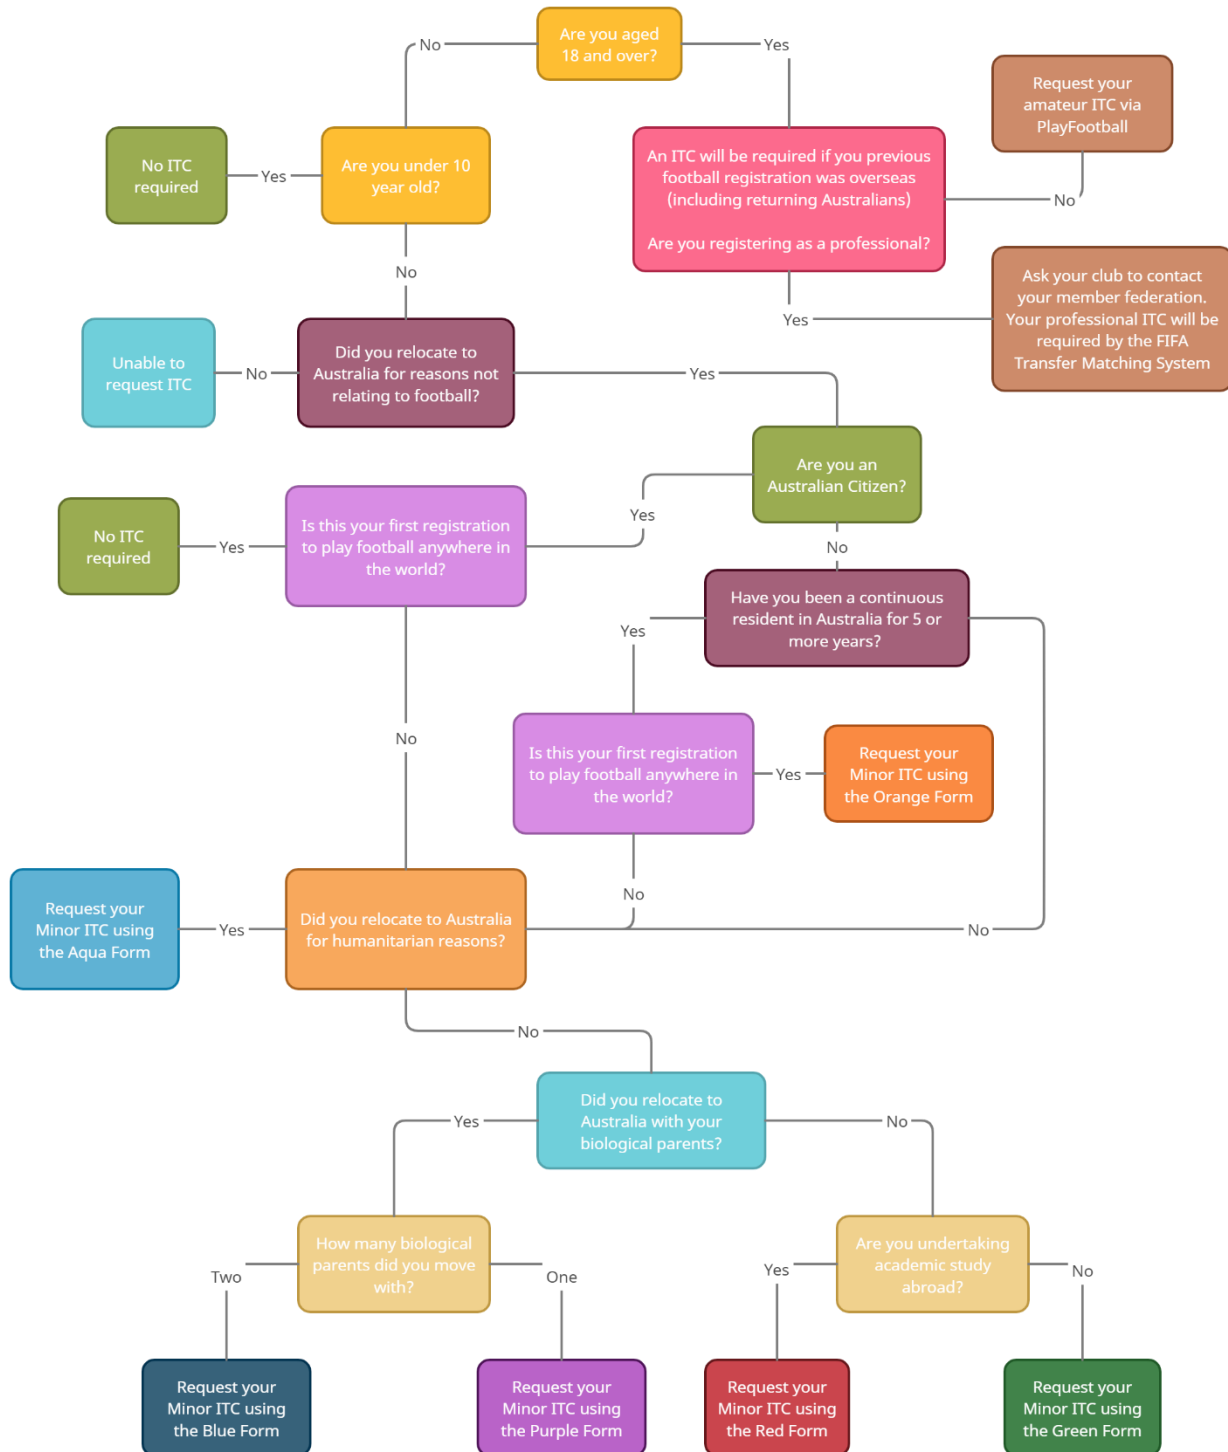 Are you aged
18 and over?
No
Yes
Request your
amateur ITC via
PlayFootball
No ITC
required
Yes
Are you under 10
year old?
An ITC will be required if you previous
football registration was overseas
(including returning Australians)
Are you registering as a professional?
No
No
Yes
Ask your club to contact
your member federation.
Your professional ITC will be
required by the FIFA
Transfer Matching System
Unable to
request ITC
No
Did you relocate to
Australia for reasons not
relating to football?
Yes
Are you an
Australian Citizen?
Yes
No
No ITC
required
Yes
Is this your first registration
to play football anywhere in
the world?
Have you been a continuous
resident in Australia for 5 or
more years?
Yes
No
Is this your first registration
to play football anywhere in
the world?
Yes
Request your
Minor ITC using
the Orange Form
No
Request your
Minor ITC using
the Aqua Form
Yes
Did you relocate to Australia
for humanitarian reasons?
No
No
Did you relocate to
Australia with your
biological parents?
Yes
No
How many biological
parents did you move
with?
Two
One
Are you undertaking
academic study
abroad?
Yes
No
Request your
Minor ITC using
the Blue Form
Request your
Minor ITC using
the Purple Form
Request your
Minor ITC using
the Red Form
Request your
Minor ITC using
the Green Form